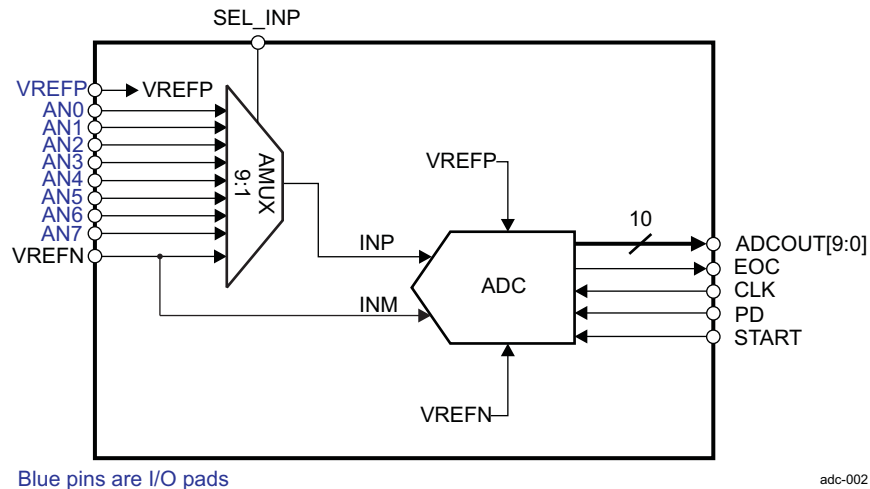 SEL_INP
VREFP
VREFP
AN0
AN1
AN2
AN3
AN4
AN5
AN6
AN7
VREFN
AMUX
9:1
VREFP
INP
INM
ADC
VREFN
10
ADCOUT[9:0]
EOC
CLK
PD
START
Blue pins are I/O pads
adc-002